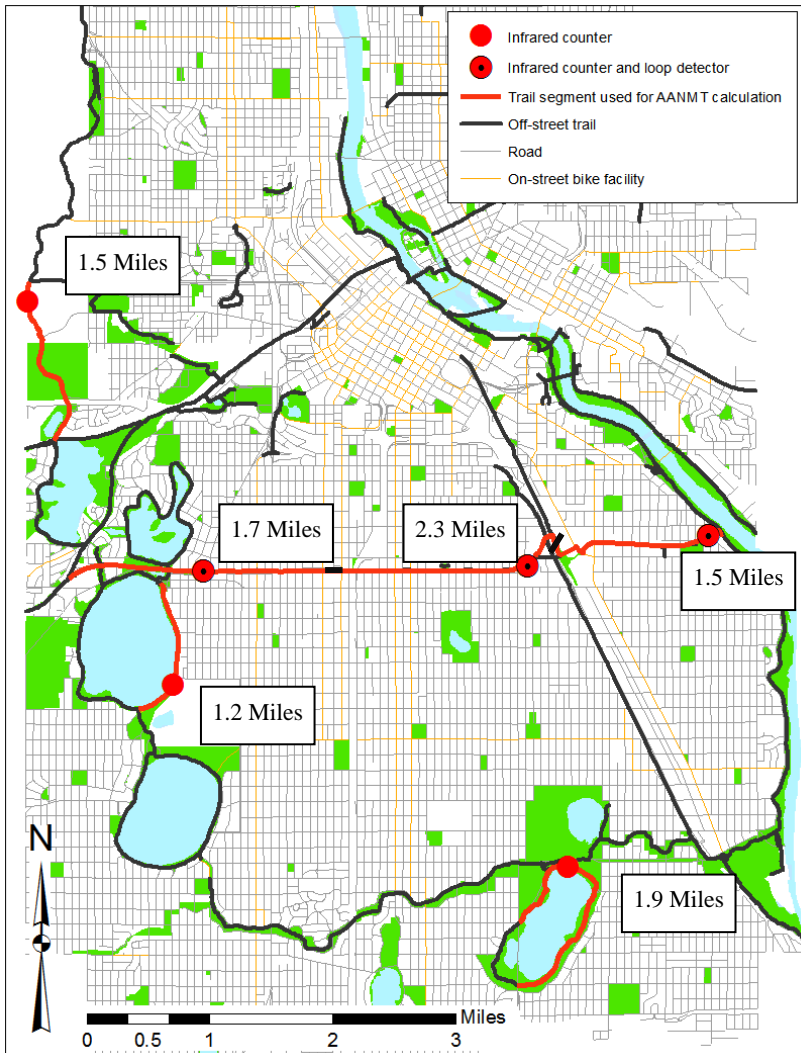 Infrared counter
Infrared counter and loop detector
Trail segment used for AANMT calculation
Off-street trail
Road
On-street bike facility
1.5 Miles
1.7 Miles
2.3 Miles
1.5 Miles
1.2 Miles
1.9 Miles
N
Miles
0 0.5 1 2 3